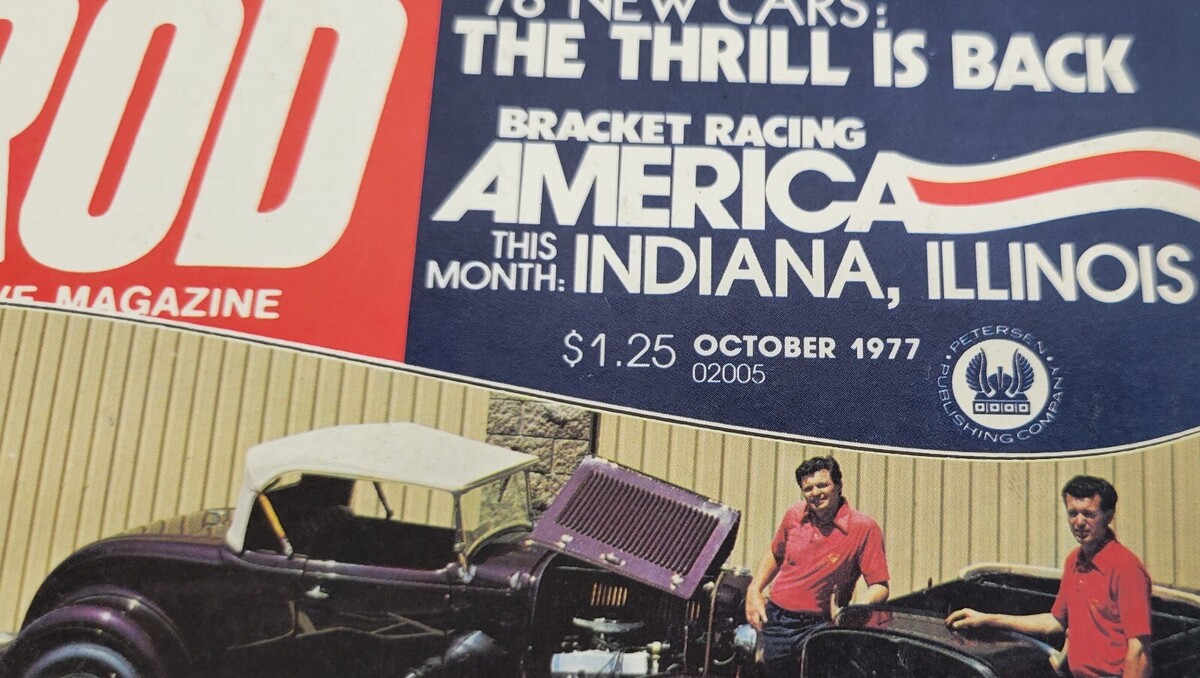 ROD
VE MAGAZINE
'78 NEW CARS:
THE THRILL IS BACK
BRACKET RACING
AMERICA
THIS MONTH: INDIANA, ILLINOIS
$1.25 OCTOBER 1977
02005
• PETERSEN •
PUBLISHING COMPANY